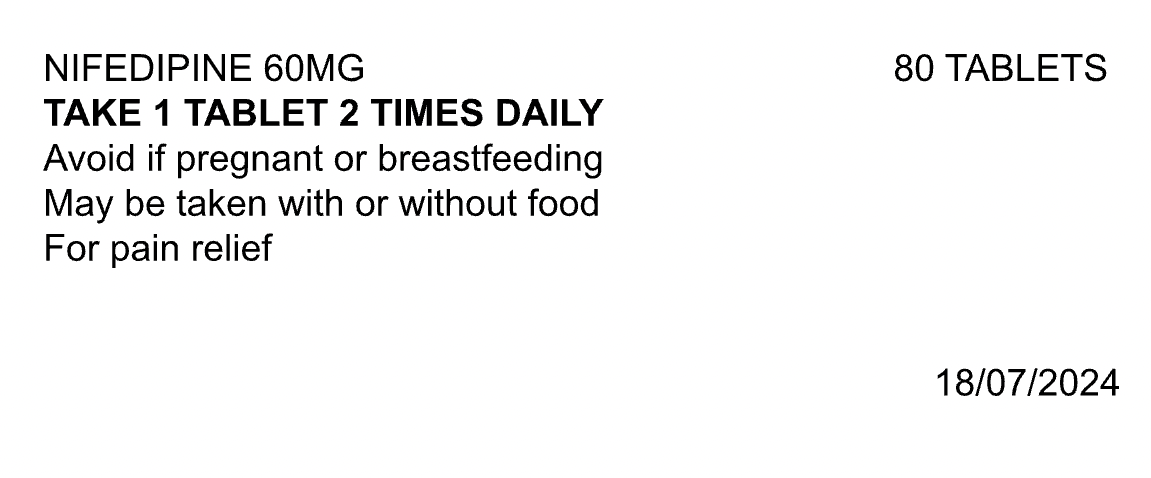 NIFEDIPINE 60MG 80 TABLETS
TAKE 1 TABLET 2 TIMES DAILY
Avoid if pregnant or breastfeeding
May be taken with or without food
For pain relief
18/07/2024